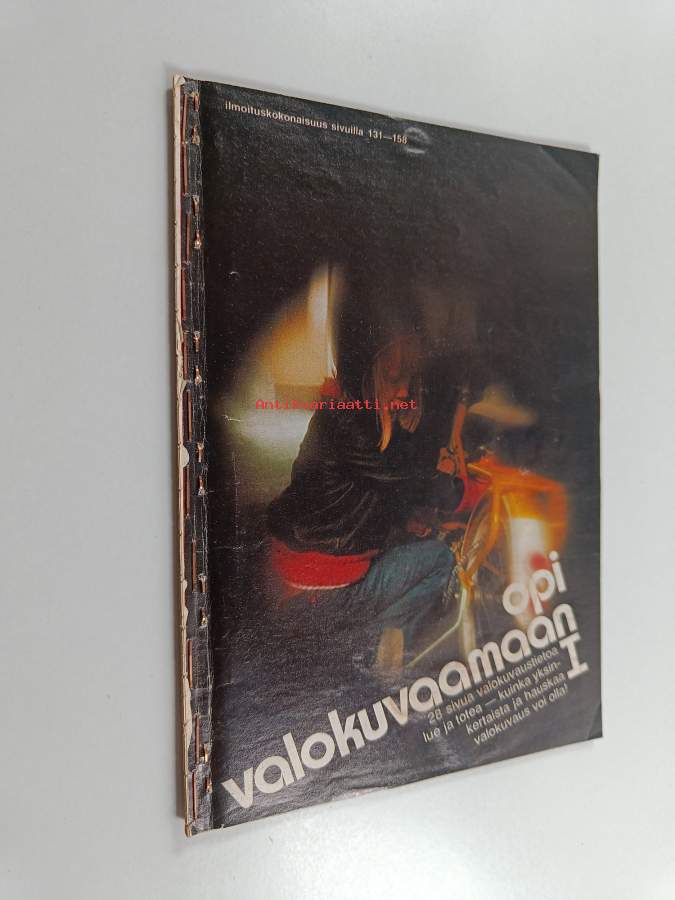 ilmoituskokonaisuus sivuilla 131—158
Antikvariaatti.net
opi
valokuvaamaan
I
28 sivua valokuvaustietoa
lue ja totea — kuinka yksin-
kertaista ja hauskaa
valokuvaus voi olla!